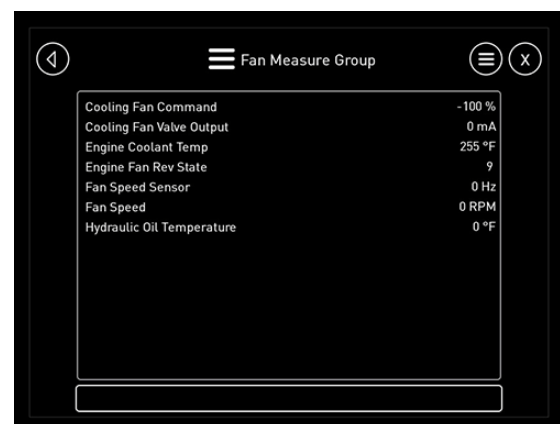 Fan Measure Group
X
Cooling Fan Command -100 %
Cooling Fan Valve Output 0 mA
Engine Coolant Temp 255 °F
Engine Fan Rev State 9
Fan Speed Sensor 0 Hz
Fan Speed 0 RPM
Hydraulic Oil Temperature 0 °F